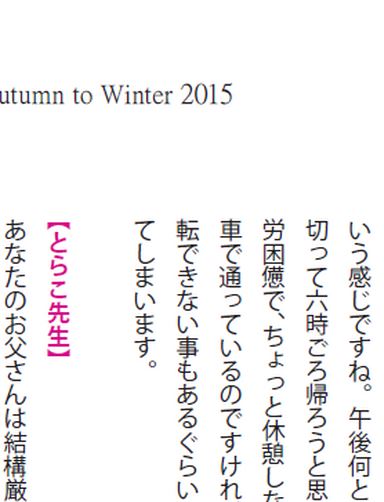 utumn to Winter 2015
いう感じですね。午後何と
切って六時ごろ帰ろうと思
労困憊で、ちょっと休憩した
車で通っているのですけれ
転できない事もあるぐらい
てしまいます。
【とらこ先生】
あなたのお父さんは結構厳